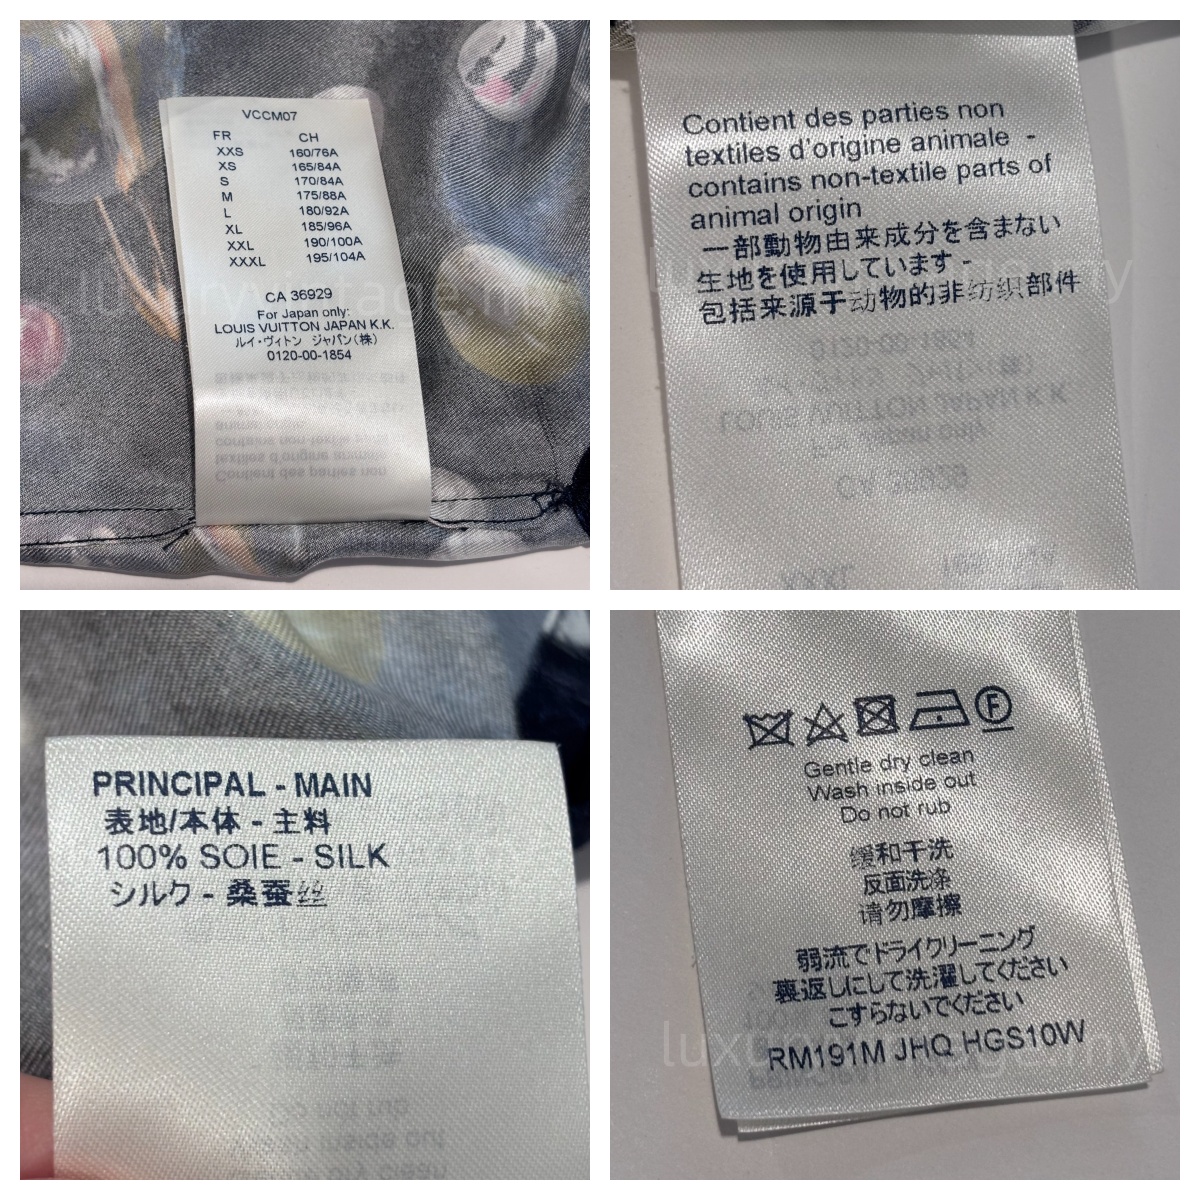 VCCM07
FR CH
XXS 160/76A
XS 165/84A
S 170/84A
M 175/88A
L 180/92A
XL 185/96A
XXL 190/100A
XXXL 195/104A
CA 36929
For Japan only:
LOUIS VUITTON JAPAN K.K.
ルイ・ヴィトン ジャパン(株)
0120-00-1854
Contient des parties non
textiles d'origine animale -
contains non-textile parts of
animal origin
一部動物由来成分を含まない
生地を使用しています -
包括来源于动物的非纺织部件
PRINCIPAL - MAIN
表地/本体 - 主料
100% SOIE - SILK
シルク - 桑蚕丝
Gentle dry clean
Wash inside out
Do not rub
缓和干洗
反面洗涤
请勿摩擦
弱流でドライクリーニング
裏返しにして洗濯してください
こすらないでください
RM191M JHQ HGS10W